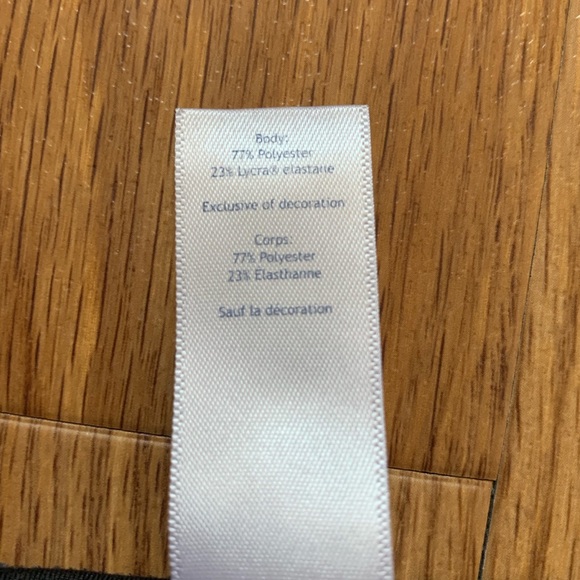 Body:
77% Polyester
23% Lycra® elastane
Exclusive of decoration
Corps:
77% Polyester
23% Elasthanne
Sauf la décoration